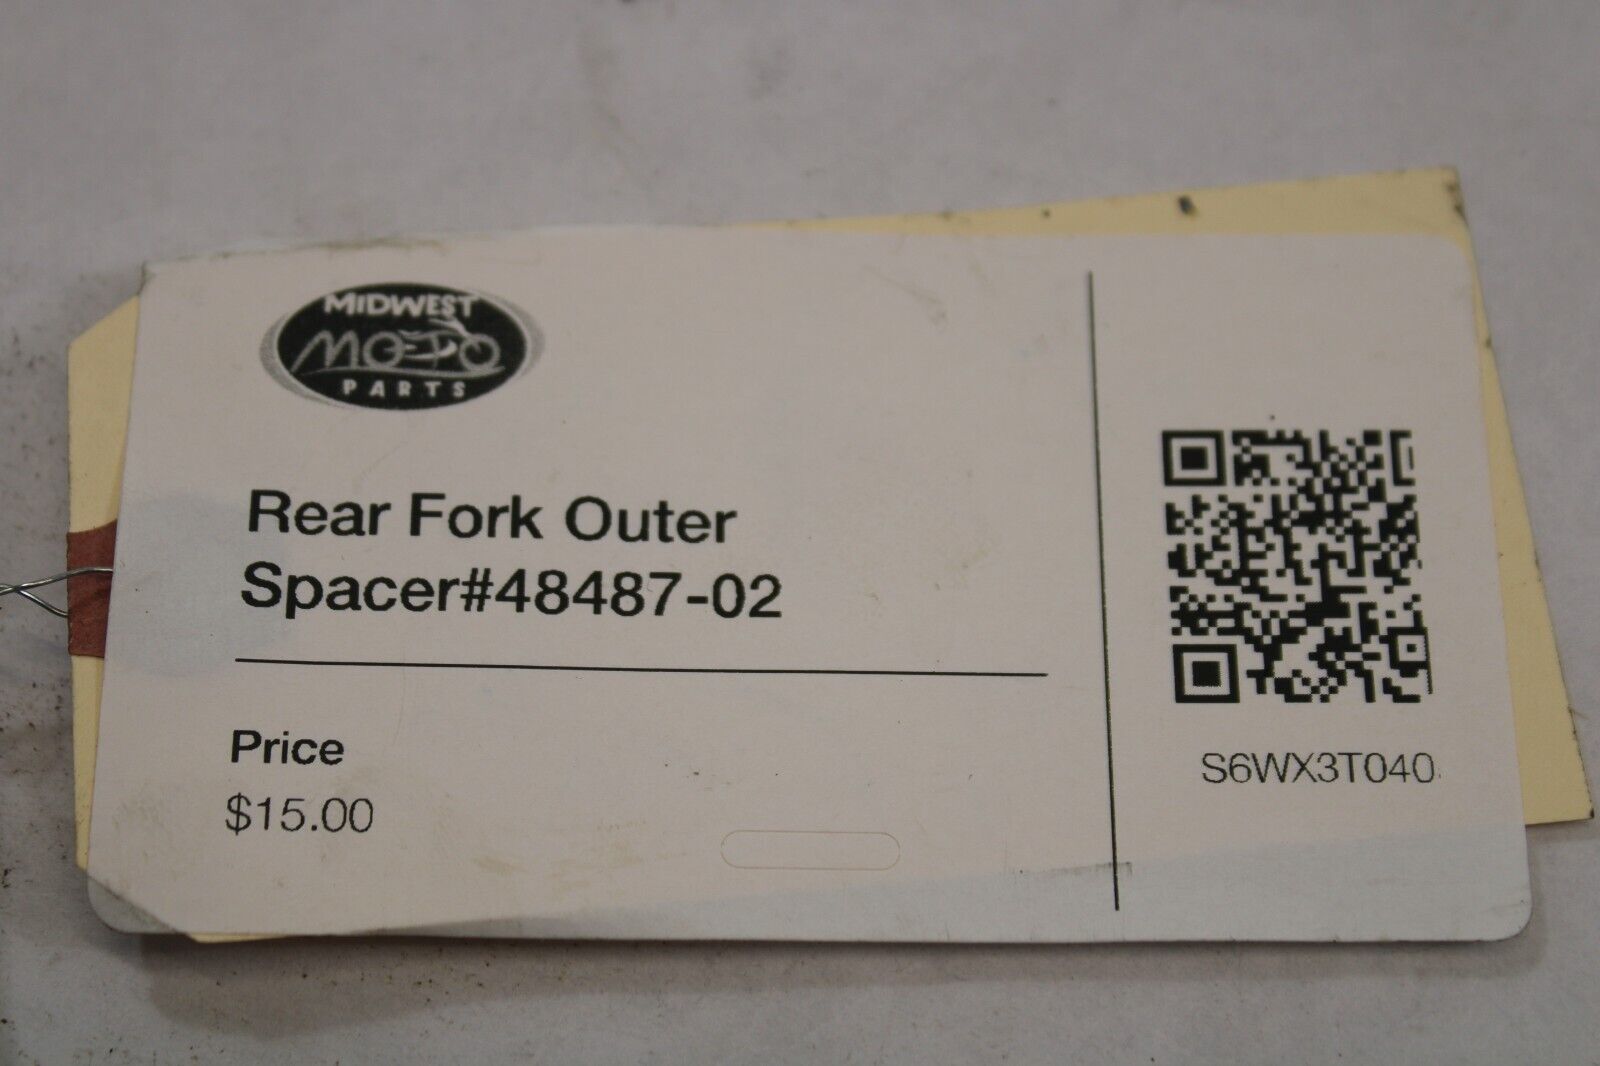 MIDWEST
MOTO
PARTS
Rear Fork Outer
Spacer#48487-02
Price
$15.00
S6WX3T040